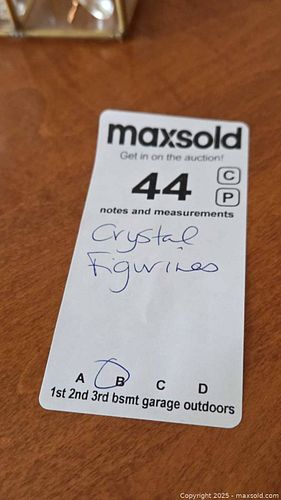 maxsold
Get in on the auction!
44
C
P
notes and measurements
Crystal
Figurines
A B C D
1st 2nd 3rd bsmt garage outdoors
Copyright 2025 - maxsold.com